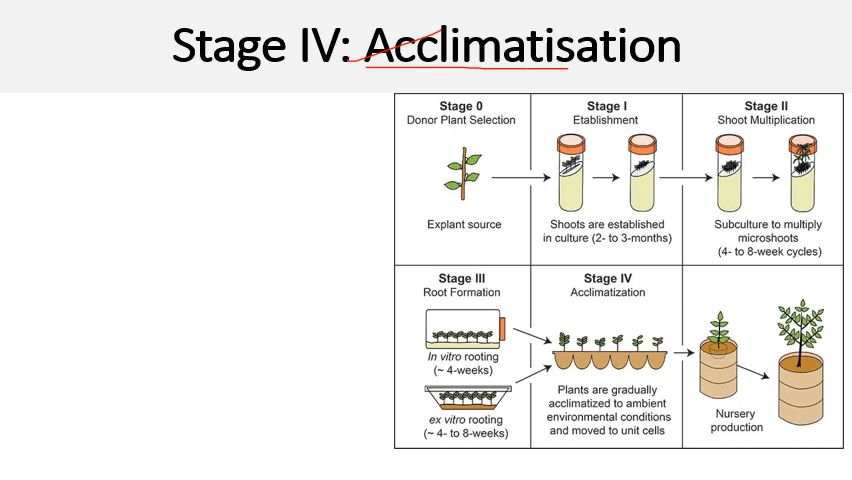 Stage IV: Acclimatisation
Stage 0
Donor Plant Selection
Explant source
Stage I
Etablishment
Shoots are established
in culture (2- to 3-months)
Stage II
Shoot Multiplication
Subculture to multiply
microshoots
(4- to 8-week cycles)
Stage III
Root Formation
In vitro rooting
(~ 4-weeks)
ex vitro rooting
(~ 4- to 8-weeks)
Stage IV
Acclimatization
Plants are gradually
acclimatized to ambient
environmental conditions
and moved to unit cells
Nursery
production